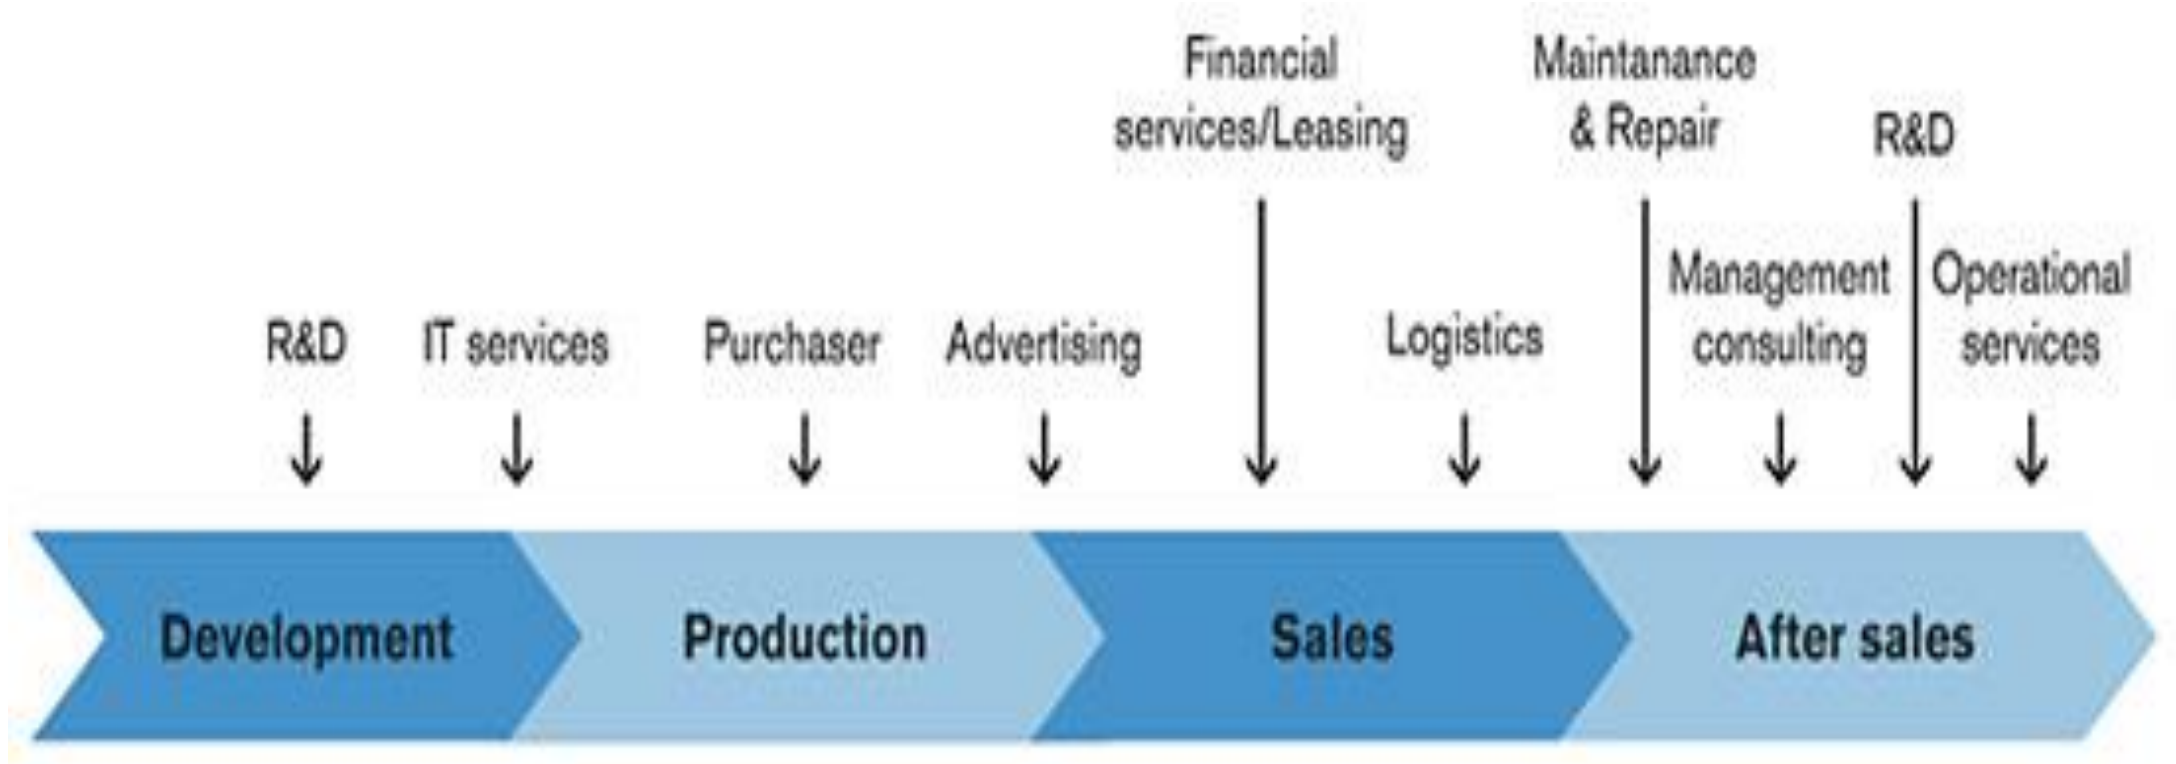 Financial
services/Leasing
Maintanance
& Repair
R&D
Management
consulting
Operational
services
R&D
IT services
Purchaser
Advertising
Logistics
Development
Production
Sales
After sales